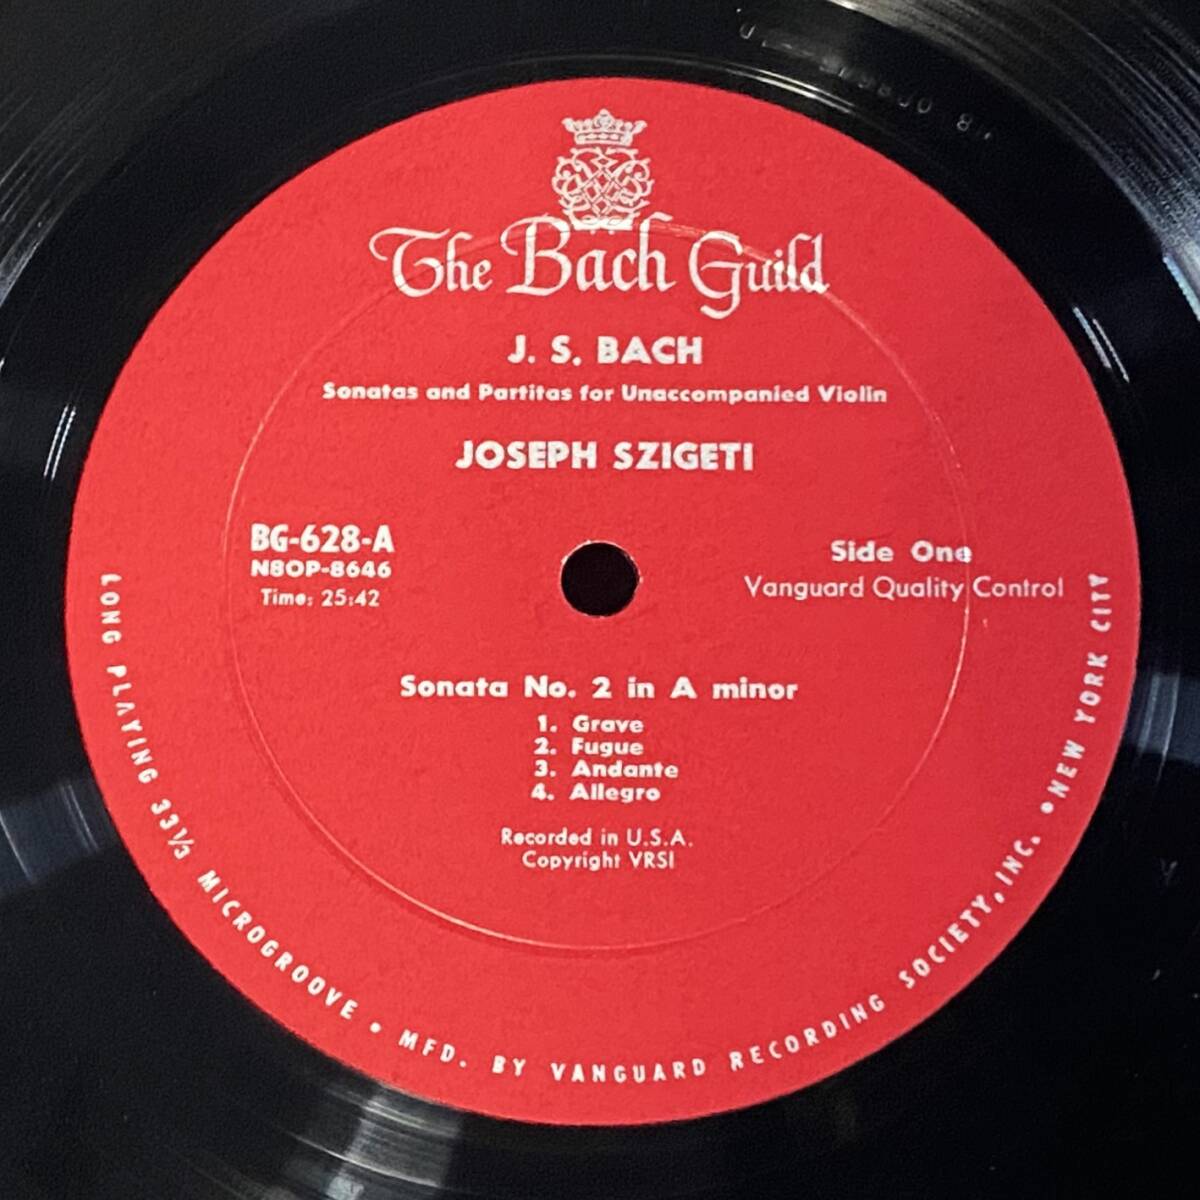 The Bach Guild
J. S. BACH
Sonatas and Partitas for Unaccompanied Violin
JOSEPH SZIGETI
BG-628-A
N8OP-8646
Time: 25:42
Side One
Vanguard Quality Control
Sonata No. 2 in A minor
1. Grave
2. Fugue
3. Andante
4. Allegro
Recorded in U.S.A.
Copyright VRSI
LONG PLAYING 33 1/3 MICROGROOVE • MFD. BY VANGUARD RECORDING SOCIETY, INC. • NEW YORK CITY